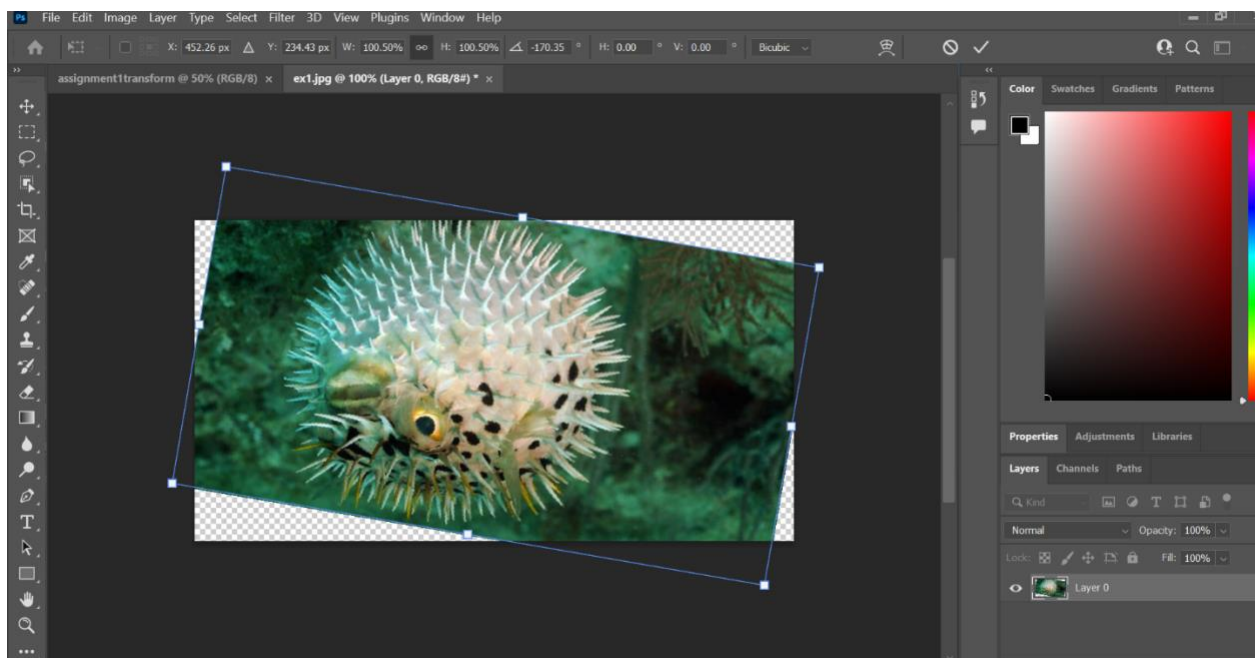 Ps File Edit Image Layer Type Select Filter 3D View Plugins Window Help
X: 452.26 px Δ Y: 234.43 px W: 100.50% H: 100.50% -170.35 ° H: 0.00 ° V: 0.00 ° Bicubic
assignment1transform @ 50% (RGB/8) × ex1.jpg @ 100% (Layer 0, RGB/8#) * ×
Color Swatches Gradients Patterns
Properties Adjustments Libraries
Layers Channels Paths
Kind
Normal Opacity: 100%
Lock: Fill: 100%
Layer 0